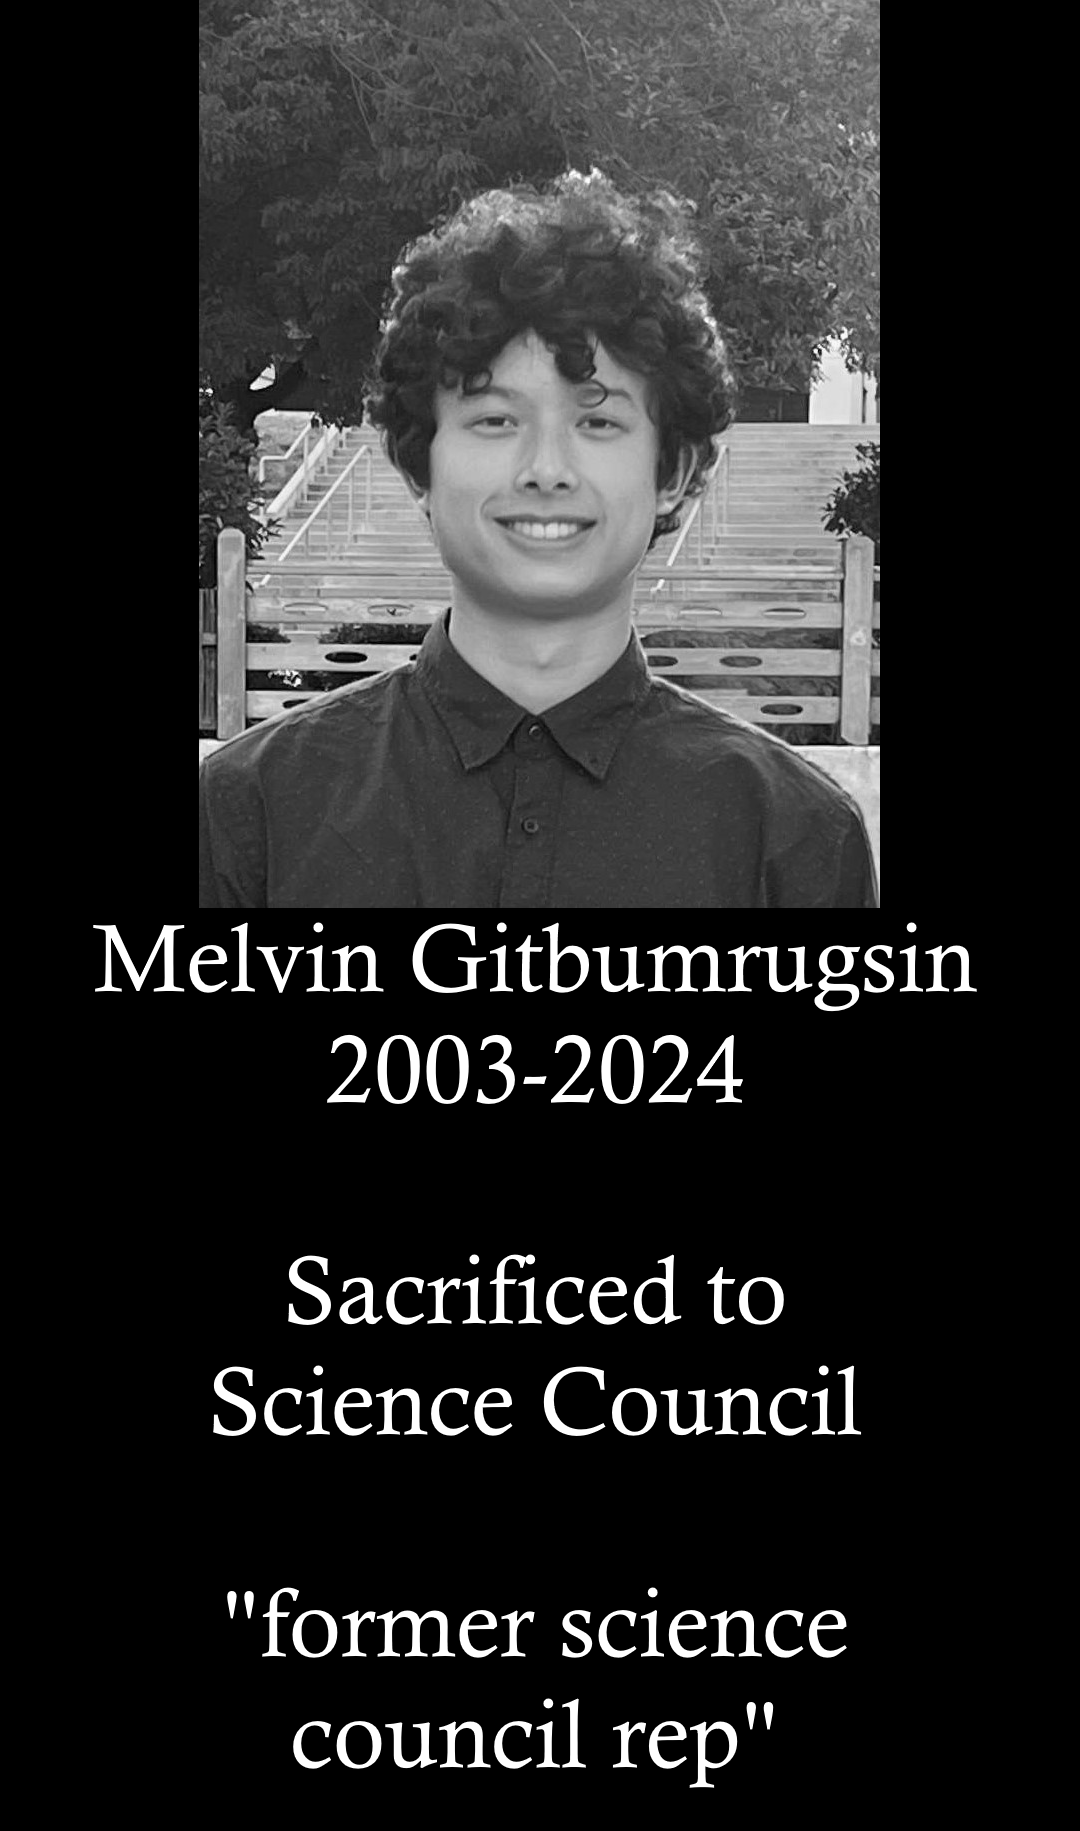 Melvin Gitbumrugsin
2003-2024
Sacrificed to
Science Council
"former science
council rep"